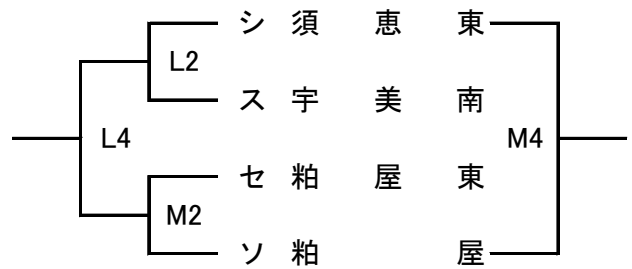 シ 須 恵 東
L2
ス 宇 美 南
L4 M4
セ 粕 屋 東
M2
ソ 粕 屋